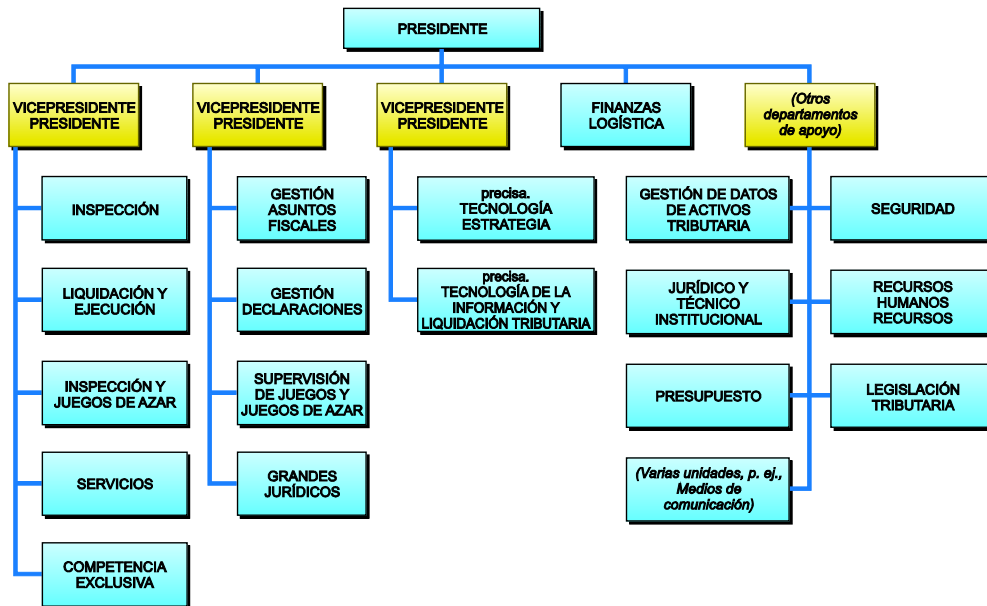 PRESIDENTE
VICEPRESIDENTE
PRESIDENTE
VICEPRESIDENTE
PRESIDENTE
VICEPRESIDENTE
PRESIDENTE
FINANZAS
LOGÍSTICA
(Otros
departamentos
de apoyo)
INSPECCIÓN
LIQUIDACIÓN Y
EJECUCIÓN
INSPECCIÓN Y
JUEGOS DE AZAR
SERVICIOS
COMPETENCIA
EXCLUSIVA
GESTIÓN
ASUNTOS
FISCALES
GESTIÓN
DECLARACIONES
SUPERVISIÓN
DE JUEGOS Y
JUEGOS DE AZAR
GRANDES
JURÍDICOS
precisa.
TECNOLOGÍA
ESTRATEGIA
precisa.
TECNOLOGÍA DE LA
INFORMACIÓN Y
LIQUIDACIÓN TRIBUTARIA
GESTIÓN DE DATOS
DE ACTIVOS
TRIBUTARIA
SEGURIDAD
JURÍDICO Y
TÉCNICO
INSTITUCIONAL
RECURSOS
HUMANOS
RECURSOS
PRESUPUESTO
LEGISLACIÓN
TRIBUTARIA
(Varias unidades, p. ej.,
Medios de
comunicación)